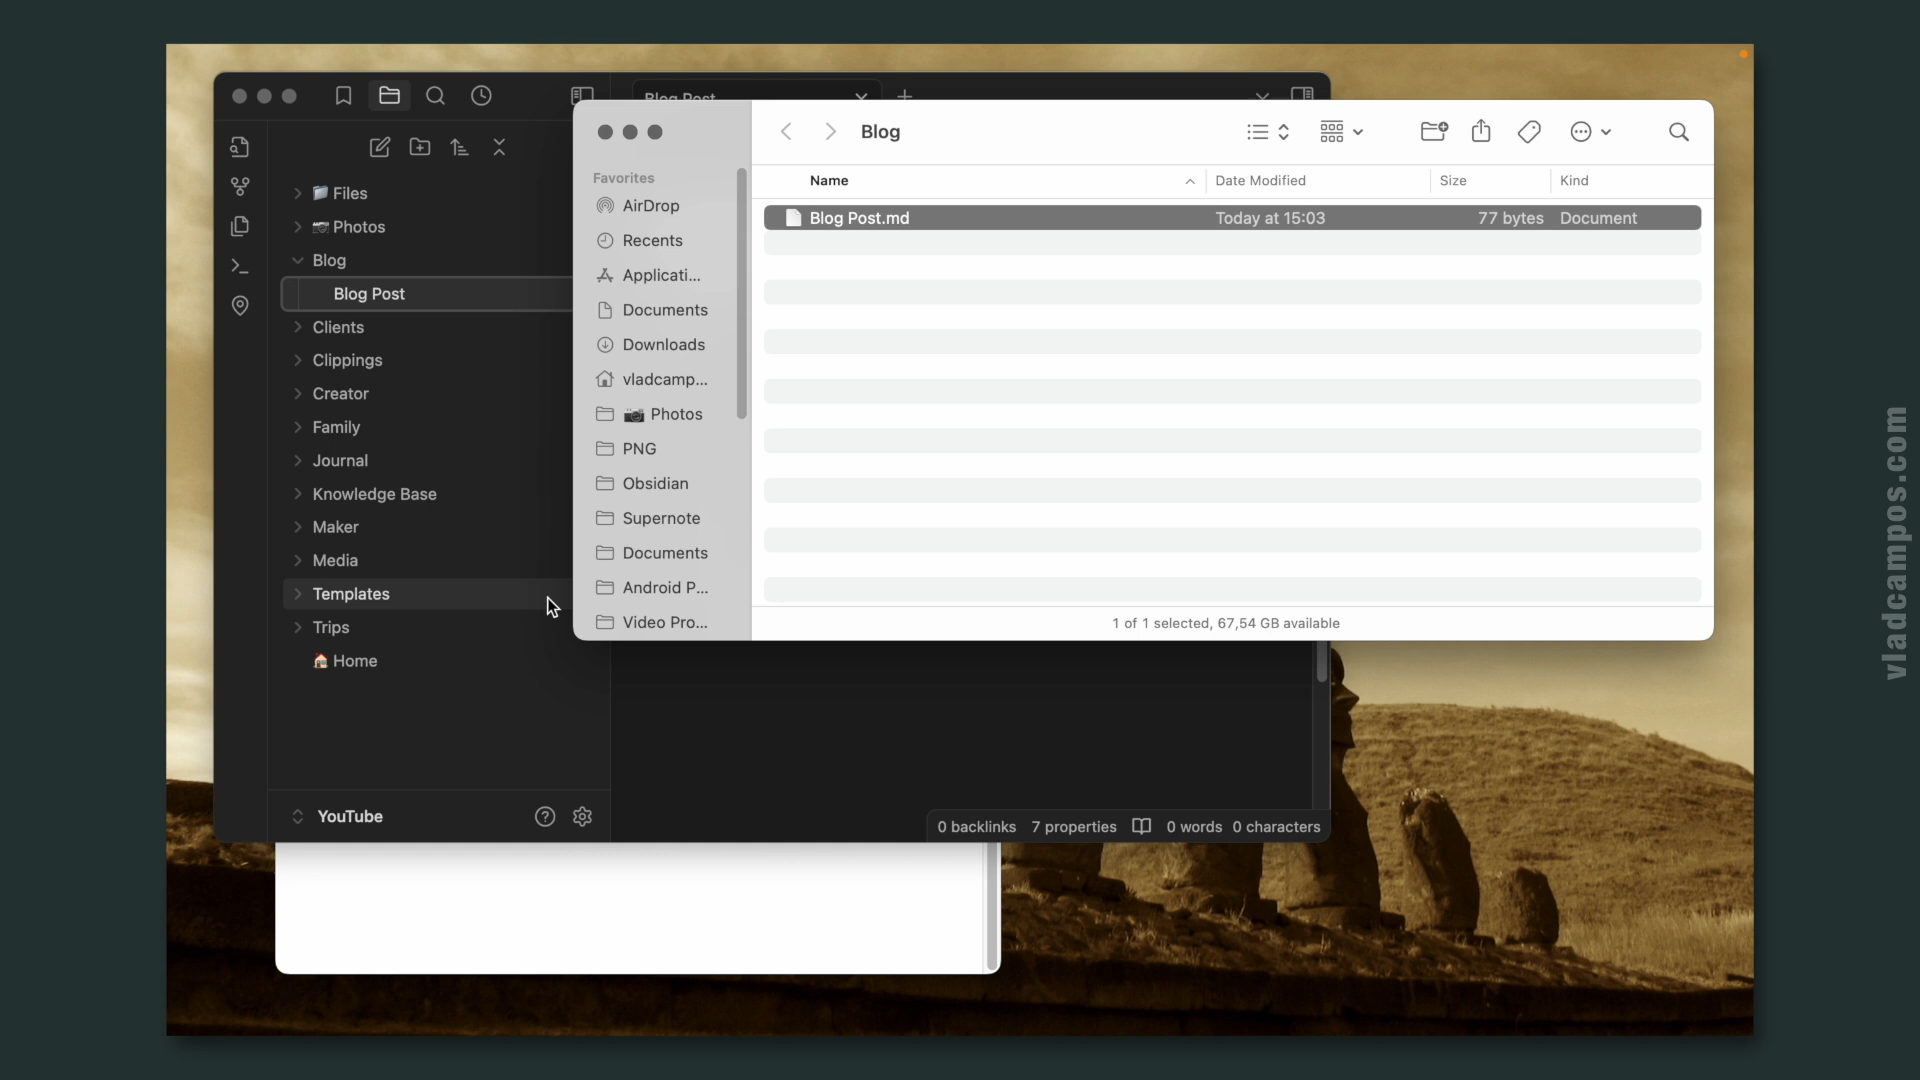 Blog Post
Files
Photos
Blog
Blog Post
Clients
Clippings
Creator
Family
Journal
Knowledge Base
Maker
Media
Templates
Trips
Home
YouTube
0 backlinks 7 properties 0 words 0 characters
Blog
Favorites
AirDrop
Recents
Applicati...
Documents
Downloads
vladcamp...
Photos
PNG
Obsidian
Supernote
Documents
Android P...
Video Pro...
Name Date Modified Size Kind
Blog Post.md Today at 15:03 77 bytes Document
1 of 1 selected, 67,54 GB available
vladcampos.com